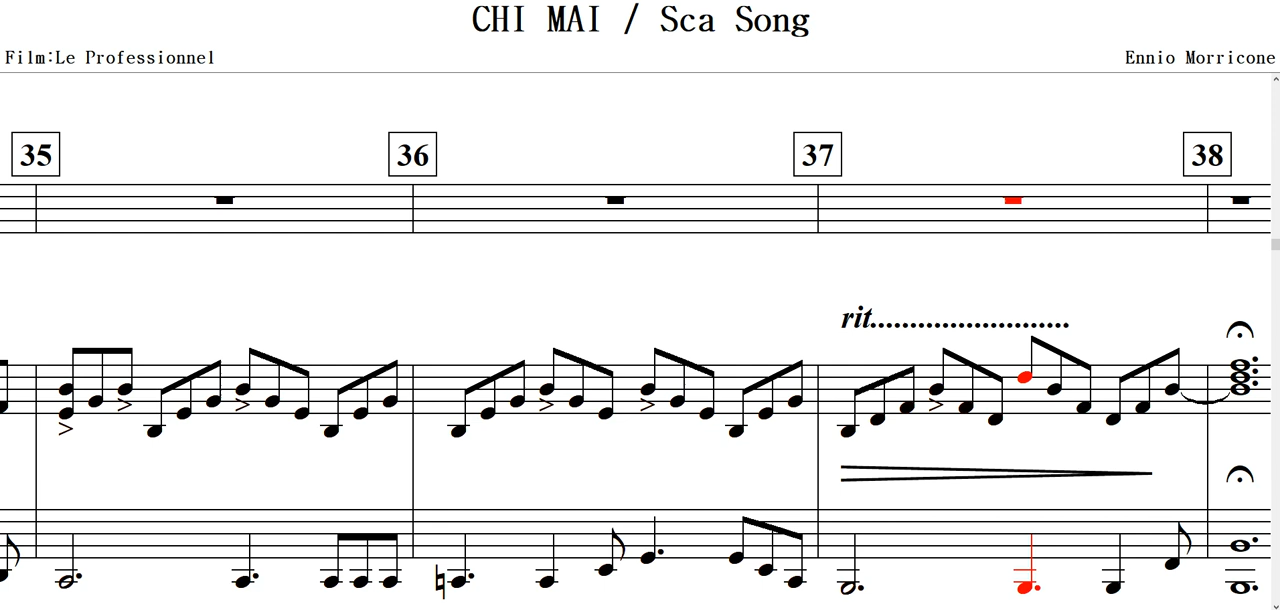 CHI MAI / Sca Song
Film:Le Professionnel
Ennio Morricone
35
36
37
38
rit........................